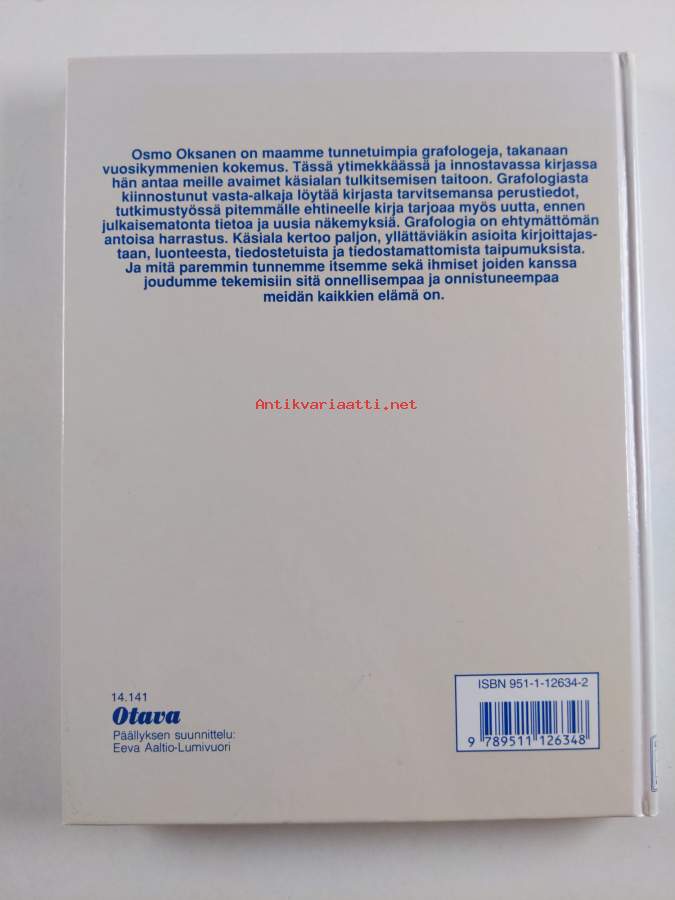 Osmo Oksanen on maamme tunnetuimpia grafologeja, takanaan
vuosikymmenien kokemus. Tässä ytimekkäässä ja innostavassa kirjassa
hän antaa meille avaimet käsialan tulkitsemisen taitoon. Grafologiasta
kiinnostunut vasta-alkaja löytää kirjasta tarvitsemansa perustiedot,
tutkimustyössä pitemmälle ehtineelle kirja tarjoaa myös uutta, ennen
julkaisematonta tietoa ja uusia näkemyksiä. Grafologia on ehtymättömän
antoisa harrastus. Käsiala kertoo paljon, yllättäviäkin asioita kirjoittajas-
taan, luonteesta, tiedostetuista ja tiedostamattomista taipumuksista.
Ja mitä paremmin tunnemme itsemme sekä ihmiset joiden kanssa
joudumme tekemisiin sitä onnellisempaa ja onnistuneempaa
meidän kaikkien elämä on.
Antikvariaatti.net
14.141
Otava
Päällyksen suunnittelu:
Eeva Aaltio-Lumivuori
ISBN 951-1-12634-2
9 789511 126348